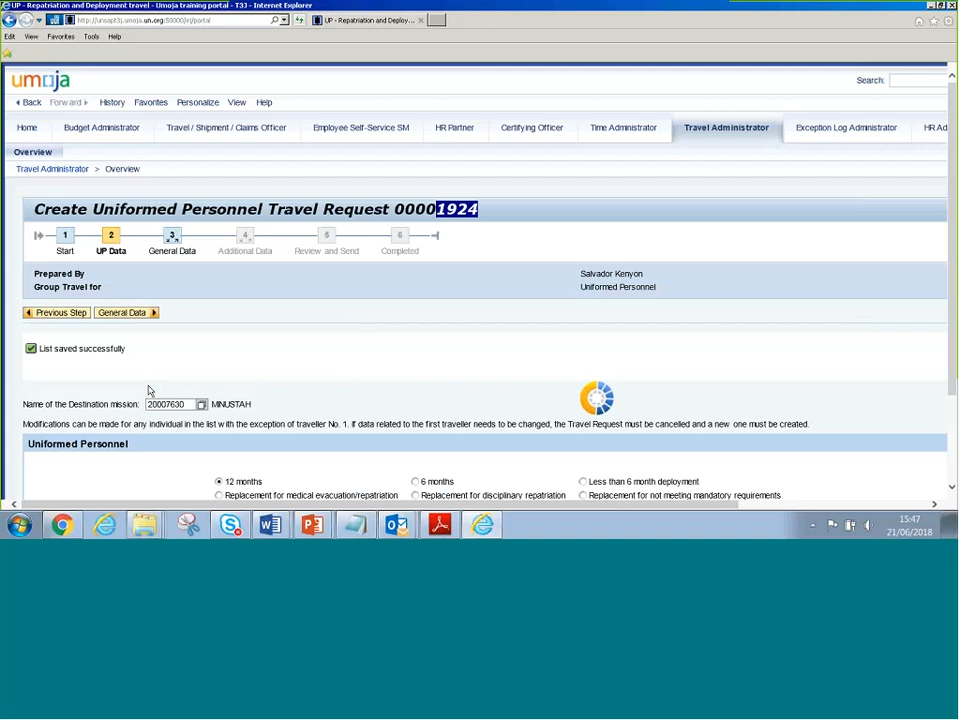 UP - Repatriation and Deployment travel - Umoja training portal - T3J - Internet Explorer
http://unsapt3j.umoja.un.org:50000/irj/portal
UP - Repatriation and Deploy...
Edit View Favorites Tools Help
umoja
Search:
Back Forward History Favorites Personalize View Help
Home Budget Administrator Travel / Shipment / Claims Officer Employee Self-Service SM HR Partner Certifying Officer Time Administrator Travel Administrator Exception Log Administrator HR Ad
Overview
Travel Administrator > Overview
Create Uniformed Personnel Travel Request 00001924
1 2 3 4 5 6
Start UP Data General Data Additional Data Review and Send Completed
Prepared By Salvador Kenyon
Group Travel for Uniformed Personnel
Previous Step General Data
List saved successfully
Name of the Destination mission: 20007630 MINUSTAH
Modifications can be made for any individual in the list with the exception of traveller No. 1. If data related to the first traveller needs to be changed, the Travel Request must be cancelled and a new one must be created.
Uniformed Personnel
12 months 6 months Less than 6 month deployment
Replacement for medical evacuation/repatriation Replacement for disciplinary repatriation Replacement for not meeting mandatory requirements
15:47
21/06/2018